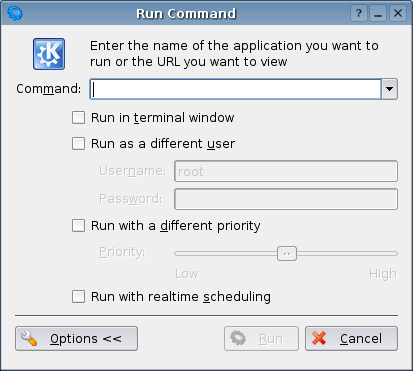 Run Command
Enter the name of the application you want to
run or the URL you want to view
Command:
Run in terminal window
Run as a different user
Username: root
Password:
Run with a different priority
Priority:
Low High
Run with realtime scheduling
Options << Run Cancel